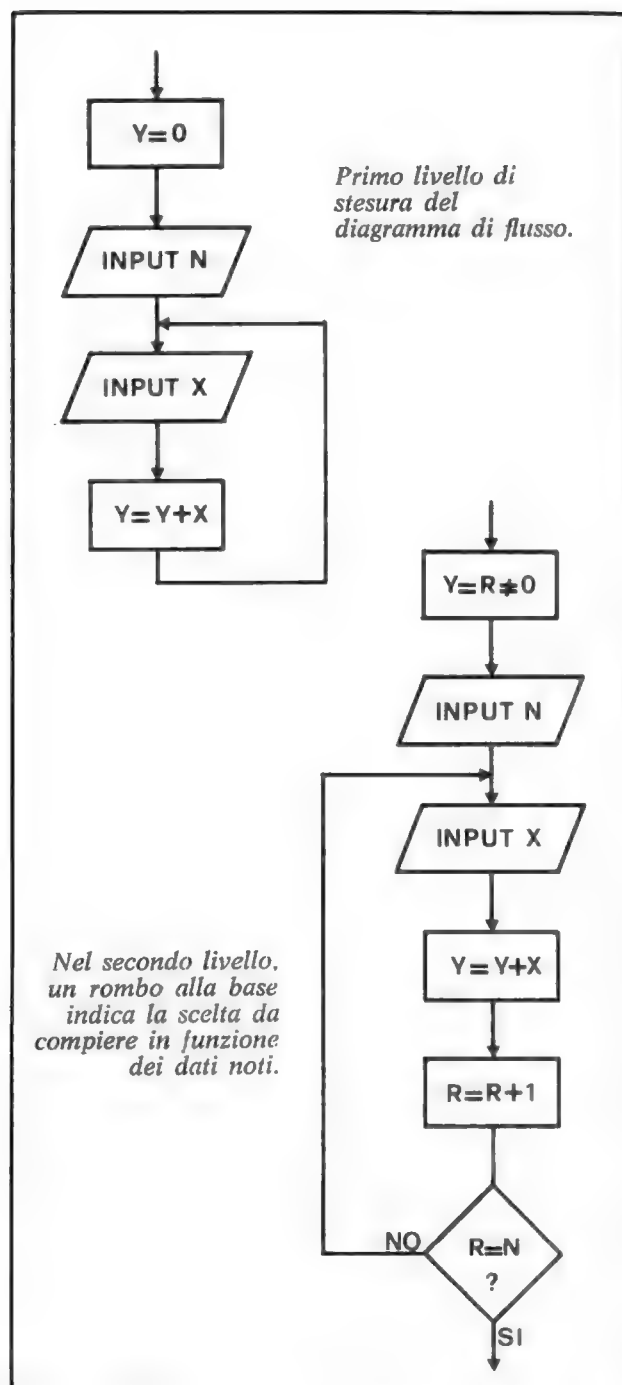 Y=0
Primo livello di
stesura del
diagramma di flusso.
INPUT N
INPUT X
Y=Y+X
Y=R≠0
INPUT N
INPUT X
Nel secondo livello,
un rombo alla base
indica la scelta da
compiere in funzione
dei dati noti.
Y=Y+X
R=R+1
NO
R=N
?
SI